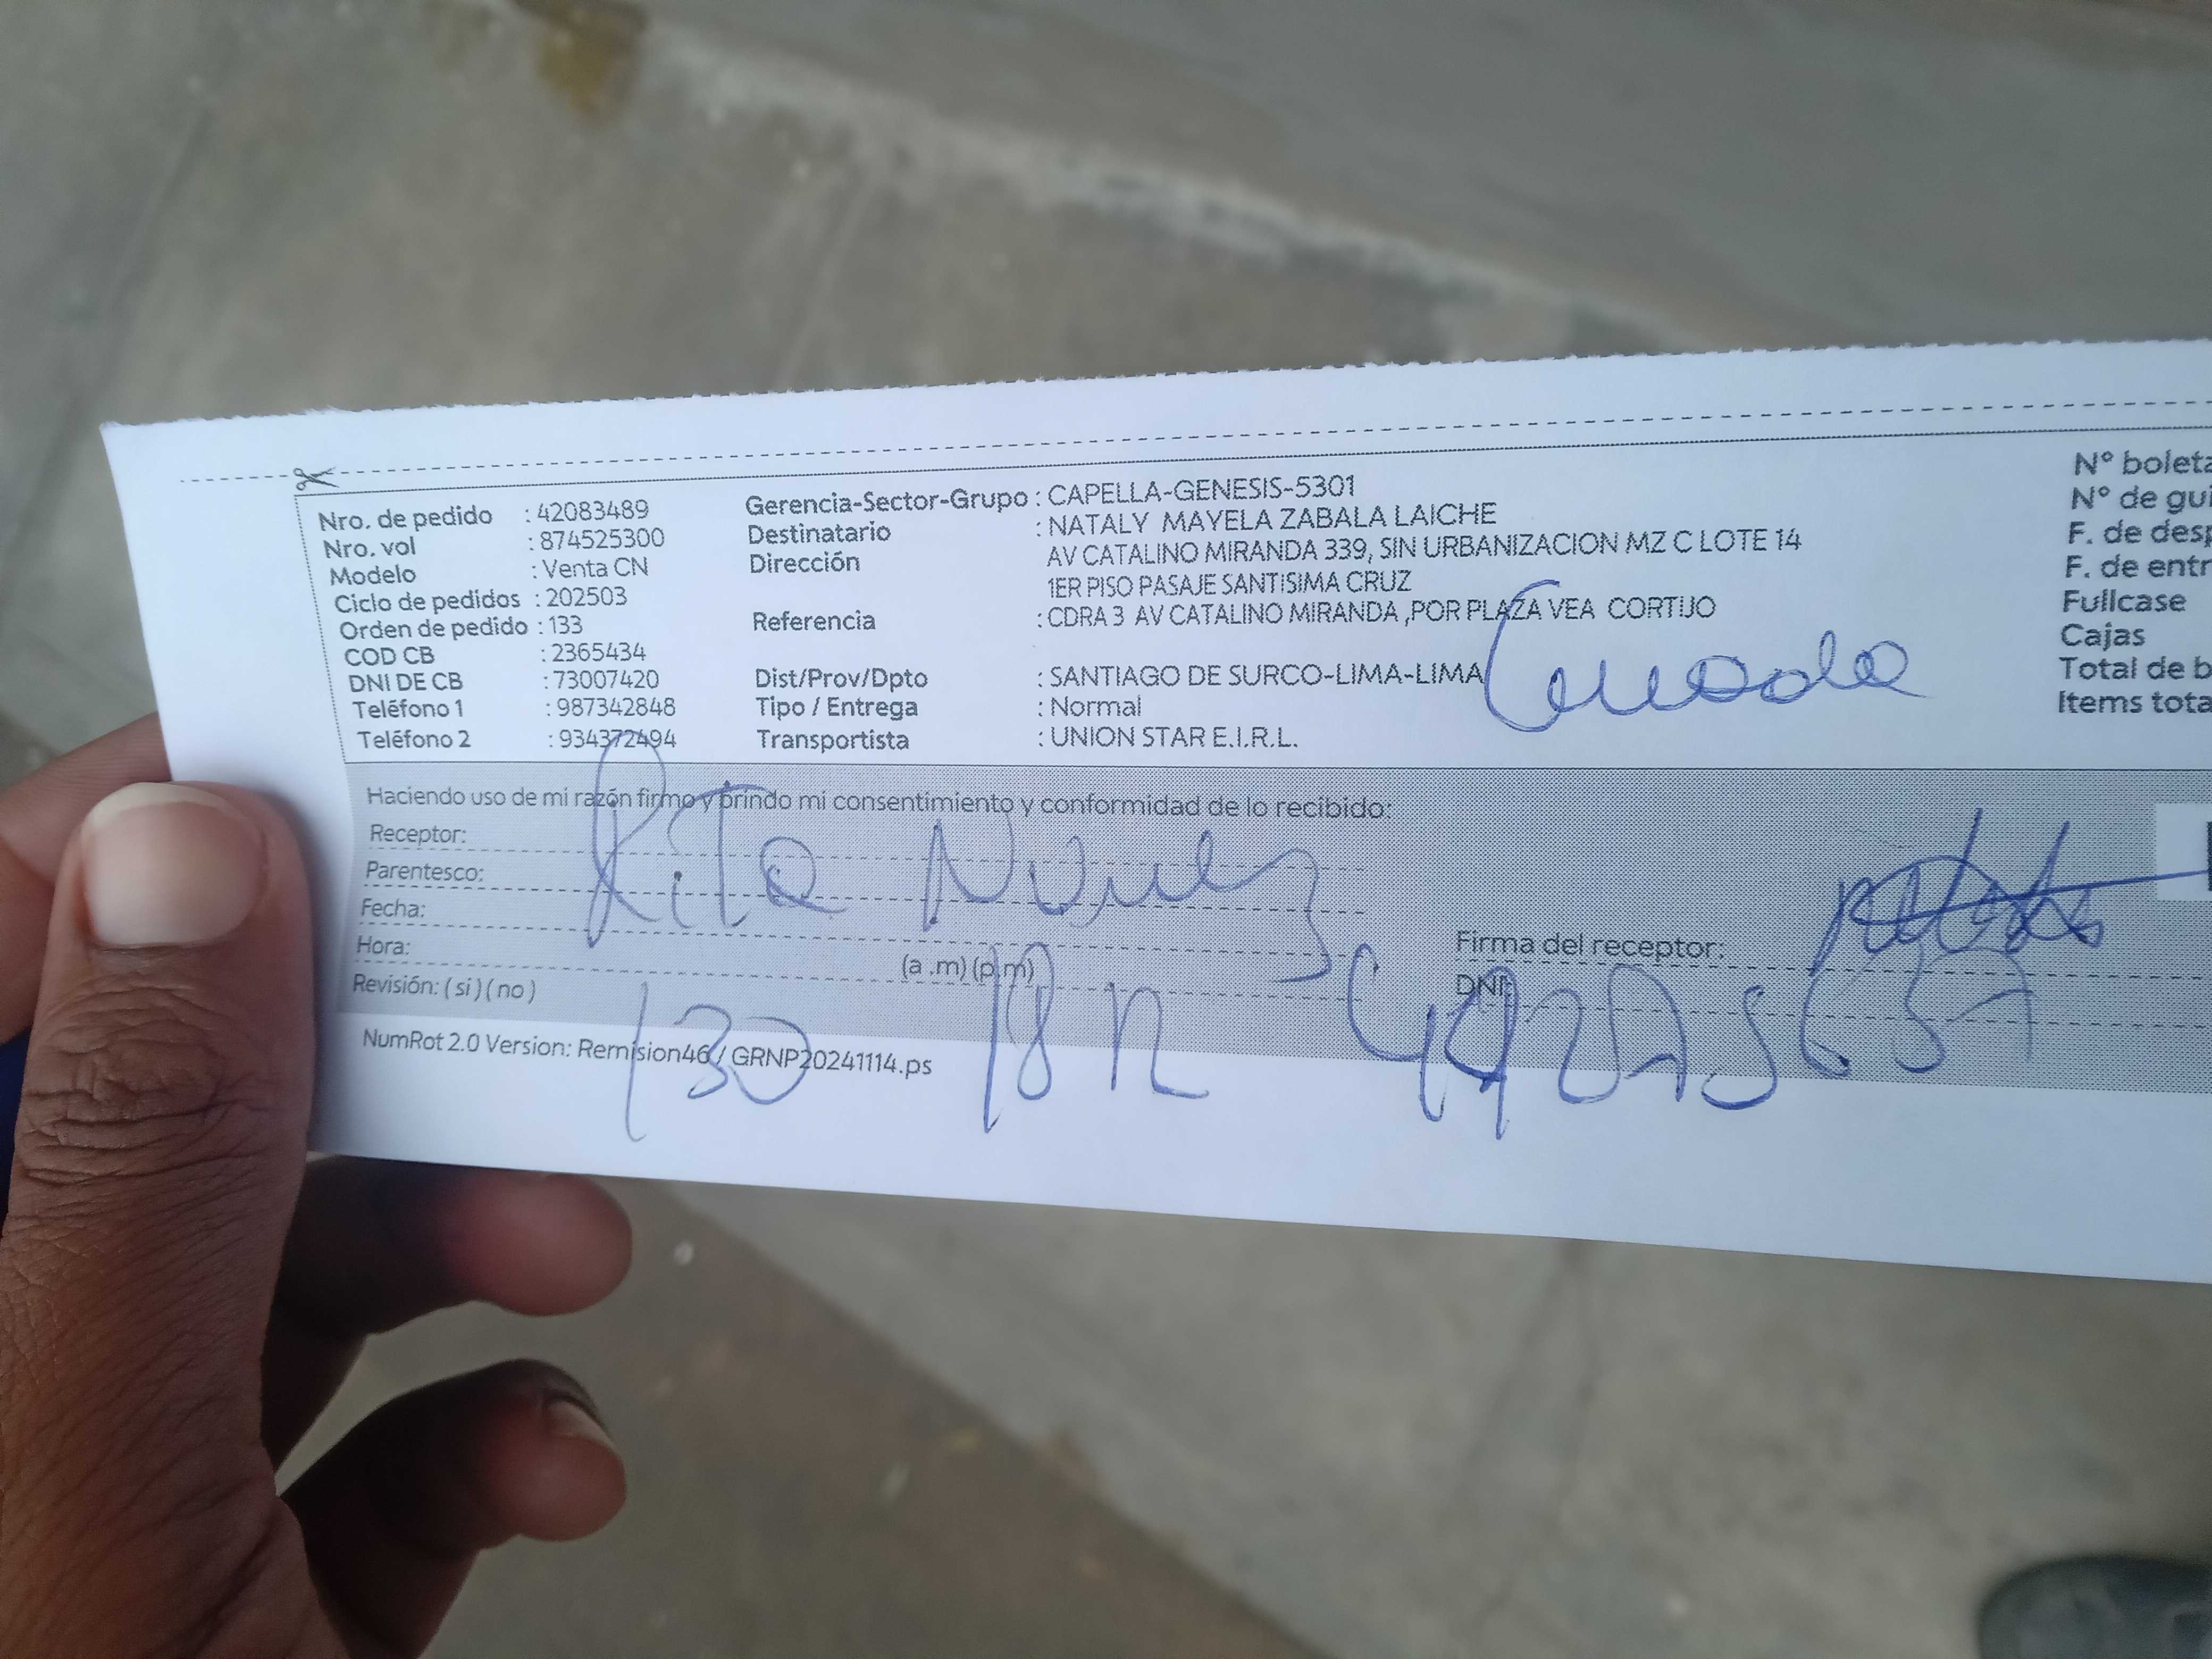 Nro. de pedido : 42083489
Nro. vol : 874525300
Modelo : Venta CN
Ciclo de pedidos : 202503
Orden de pedido : 133
COD CB : 2365434
DNI DE CB : 73007420
Teléfono 1 : 987342848
Teléfono 2 : 934372494
Gerencia-Sector-Grupo : CAPELLA-GENESIS-5301
Destinatario : NATALY MAYELA ZABALA LAICHE
Dirección AV CATALINO MIRANDA 339, SIN URBANIZACION MZ C LOTE 14
1ER PISO PASAJE SANTISIMA CRUZ
Referencia : CDRA 3 AV CATALINO MIRANDA ,POR PLAZA VEA CORTIJO
Dist/Prov/Dpto : SANTIAGO DE SURCO-LIMA-LIMA
Tipo / Entrega : Normal
Transportista : UNION STAR E.I.R.L.
Nº boleta
Nº de gui
F. de desp
F. de entr
Fullcase
Cajas
Total de b
Items tota
Haciendo uso de mi razón firmo y brindo mi consentimiento y conformidad de lo recibido:
Receptor:
Parentesco:
Fecha:
Hora: (a .m) (p.m)
Revisión: ( si ) ( no )
Rita Nunez
Firma del receptor:
DNI:
130
NumRot 2.0 Version: Remision46 / GRNP20241114.ps